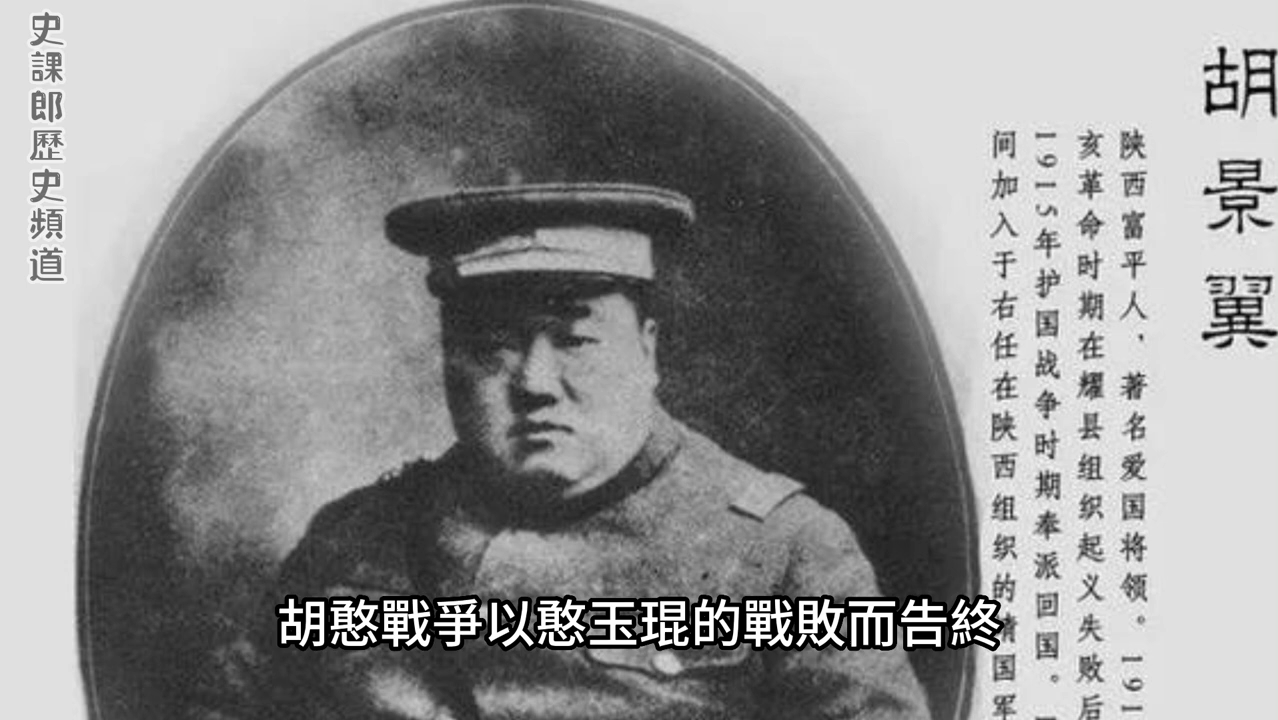 史課郎歷史頻道
胡景翼
陕西富平人，著名爱国将领。191
亥革命时期在耀县组织起义失败后
1915年护国战争时期奉派回国。
间加入于右任在陕西组织的靖国军
胡憨戰爭以憨玉琨的戰敗而告終